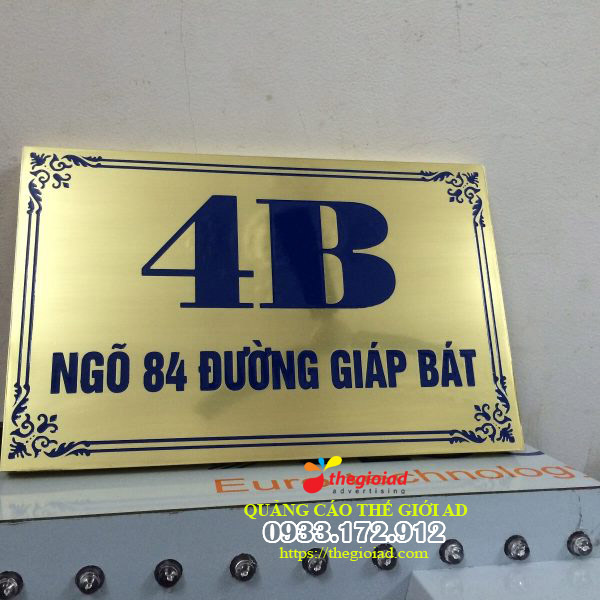 4B
NGÕ 84 ĐƯỜNG GIÁP BÁT
thegioiad
advertising
QUẢNG CÁO THẾ GIỚI AD
0933.172.912
https://thegioiad.com